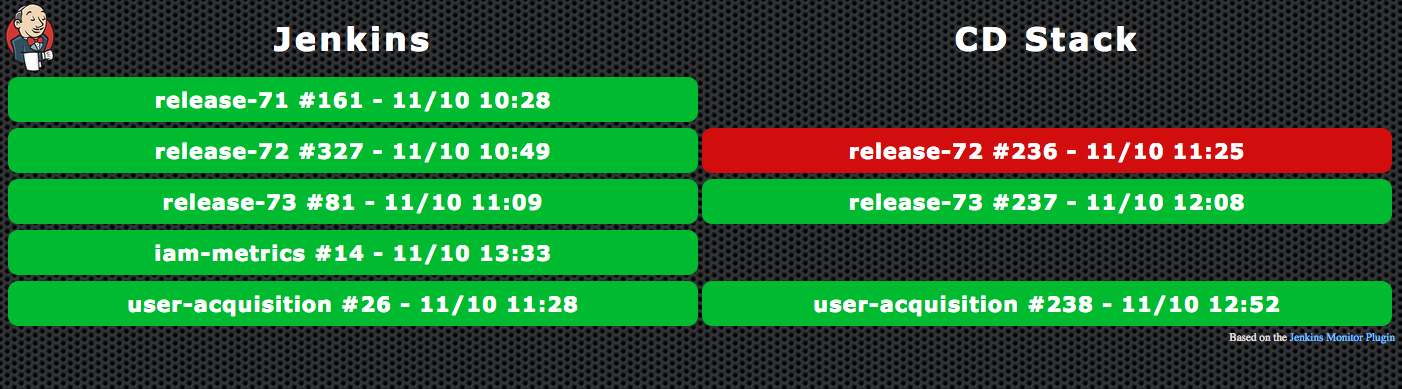 Jenkins CD Stack
release-71 #161 - 11/10 10:28
release-72 #327 - 11/10 10:49 release-72 #236 - 11/10 11:25
release-73 #81 - 11/10 11:09 release-73 #237 - 11/10 12:08
iam-metrics #14 - 11/10 13:33
user-acquisition #26 - 11/10 11:28 user-acquisition #238 - 11/10 12:52
Based on the Jenkins Monitor Plugin